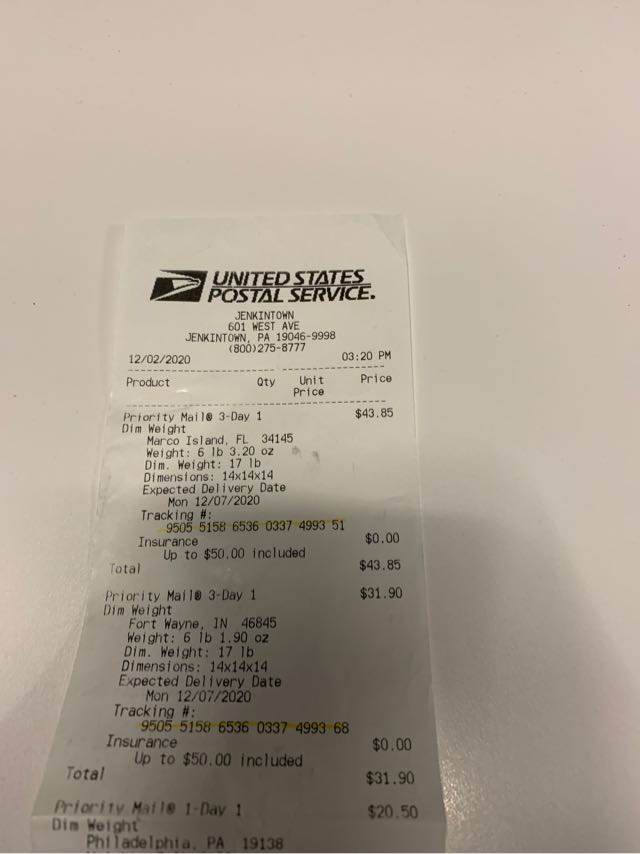 UNITED STATES
POSTAL SERVICE.
JENKINTOWN
601 WEST AVE
JENKINTOWN, PA 19046-9998
(800)275-8777
12/02/2020 03:20 PM
Product Qty Unit Price
Price
Priority Mail® 3-Day 1 $43.85
Dim Weight
Marco Island, FL 34145
Weight: 6 lb 3.20 oz
Dim. Weight: 17 lb
Dimensions: 14x14x14
Expected Delivery Date
Mon 12/07/2020
Tracking #:
9505 5158 6536 0337 4993 51
Insurance $0.00
Up to $50.00 included
Total $43.85
Priority Mail® 3-Day 1 $31.90
Dim Weight
Fort Wayne, IN 46845
Weight: 6 lb 1.90 oz
Dim. Weight: 17 lb
Dimensions: 14x14x14
Expected Delivery Date
Mon 12/07/2020
Tracking #:
9505 5158 6536 0337 4993 68
Insurance $0.00
Up to $50.00 included
Total $31.90
Priority Mail® 1-Day 1 $20.50
Dim Weight
Philadelphia, PA 19138